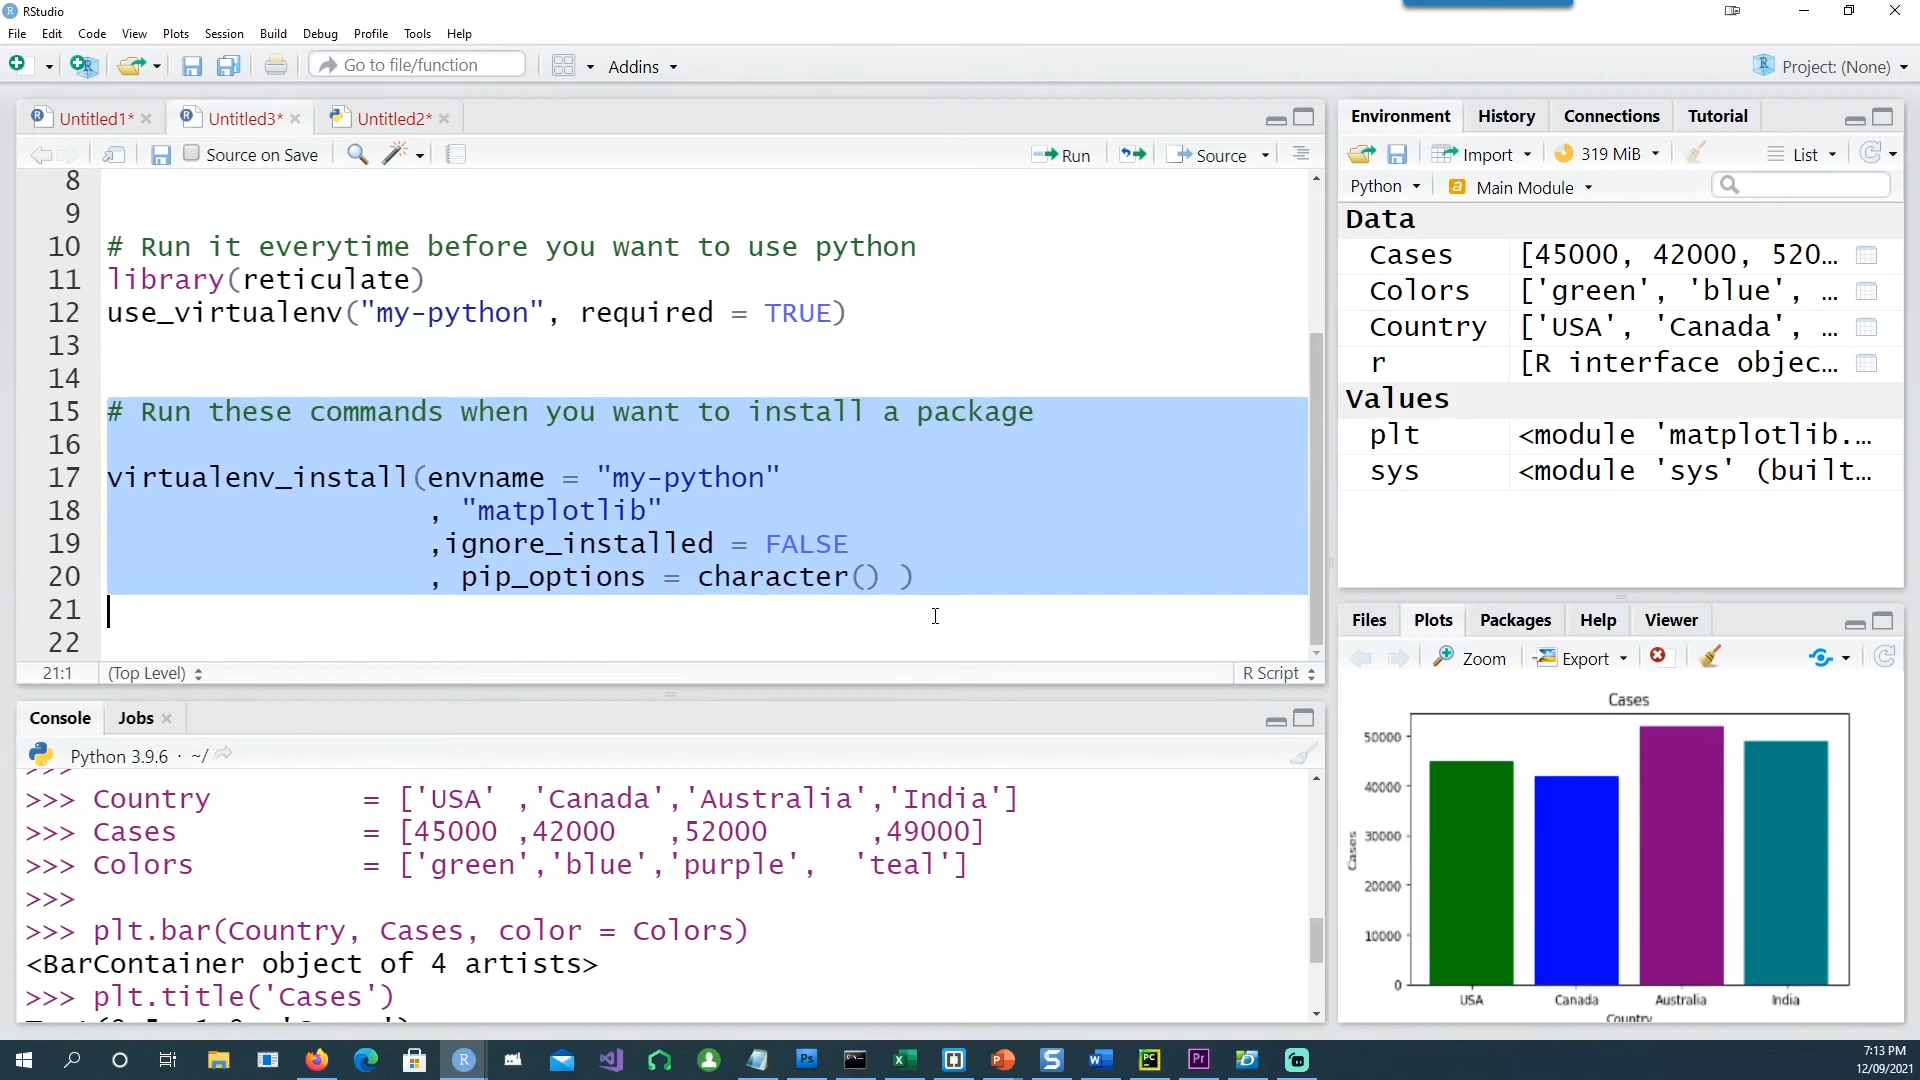 RStudio
File Edit Code View Plots Session Build Debug Profile Tools Help
Go to file/function Addins Project: (None)
Untitled1* Untitled3* Untitled2*
Source on Save Run Source
8
9
10 # Run it everytime before you want to use python
11 library(reticulate)
12 use_virtualenv("my-python", required = TRUE)
13
14
15 # Run these commands when you want to install a package
16
17 virtualenv_install(envname = "my-python"
18 , "matplotlib"
19 ,ignore_installed = FALSE
20 , pip_options = character() )
21
22
21:1 (Top Level) R Script
Console Jobs
Python 3.9.6 · ~/
>>> Country = ['USA' ,'Canada','Australia','India']
>>> Cases = [45000 ,42000 ,52000 ,49000]
>>> Colors = ['green','blue','purple', 'teal']
>>>
>>> plt.bar(Country, Cases, color = Colors)
<BarContainer object of 4 artists>
>>> plt.title('Cases')
Environment History Connections Tutorial
Import 319 MiB List
Python Main Module
Data
Cases [45000, 42000, 520…
Colors ['green', 'blue', …
Country ['USA', 'Canada', …
r [R interface objec…
Values
plt <module 'matplotlib.…
sys <module 'sys' (built…
Files Plots Packages Help Viewer
Zoom Export
Cases
50000
40000
30000
20000
10000
0
Cases
USA Canada Australia India
Country
7:13 PM
12/09/2021